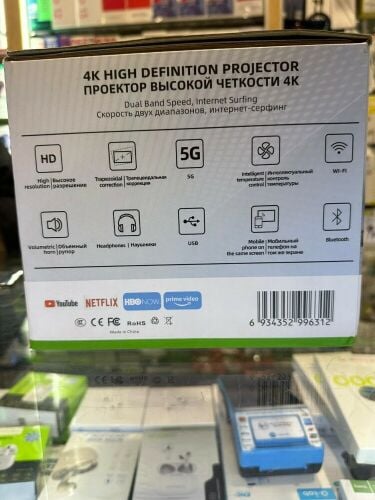 4K HIGH DEFINITION PROJECTOR
ПРОЕКТОР ВЫСОКОЙ ЧЕТКОСТИ 4K
Dual Band Speed, Internet Surfing
Скорость двух диапазонов, интернет-серфинг
HD
High | Высокое
resolution | разрешение
Trapezoidal | Трапецеидальная
correction | коррекция
5G
5G
Intelligent | Интеллектуальный
temperature | контроль
control | температуры
WI-FI
Volumetric | Объемный
horn | рупор
Headphones | Наушники
USB
Mobile | Мобильный
phone on | телефон на
the same screen | том же экране
Bluetooth
YouTube NETFLIX HBO NOW prime video
CE FC RoHS
Made in China
6 934352 996312